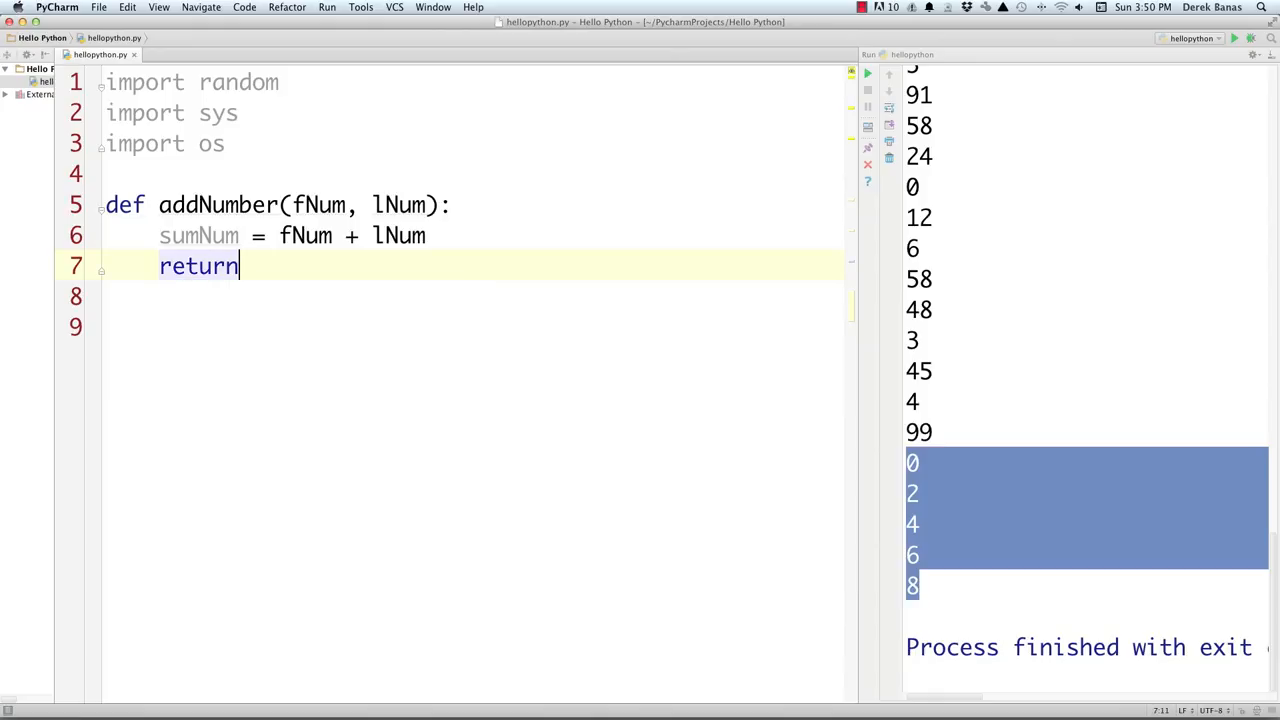 PyCharm File Edit View Navigate Code Refactor Run Tools VCS Window Help 10 Sun 3:50 PM Derek Banas
hellopython.py - Hello Python - [~/PycharmProjects/Hello Python]
Hello Python hellopython.py hellopython
hellopython.py Run hellopython
Hello P
hell
Externa
1 import random
2 import sys
3 import os
4
5 def addNumber(fNum, lNum):
6 sumNum = fNum + lNum
7 return
8
9
91
58
24
0
12
6
58
48
3
45
4
99
0
2
4
6
8
Process finished with exit
7:11 LF UTF-8